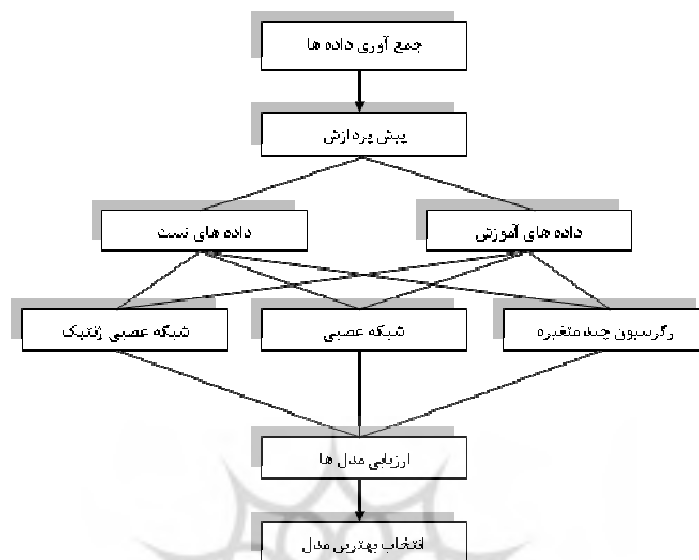 جمع آوری داده ها
پیش پردازش
داده های آموزش
داده های تست
رگرسیون چند متغیره
شبکه عصبی
شبکه عصبی ژنتیک
ارزیابی مدل ها
انتخاب بهترین مدل